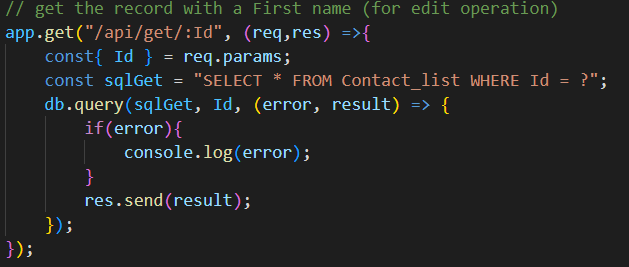 // get the record with a First name (for edit operation)
app.get("/api/get/:Id", (req,res) =>{
    const{ Id } = req.params;
    const sqlGet = "SELECT * FROM Contact_list WHERE Id = ?";
    db.query(sqlGet, Id, (error, result) => {
        if(error){
            console.log(error);
        }
        res.send(result);
    });
});